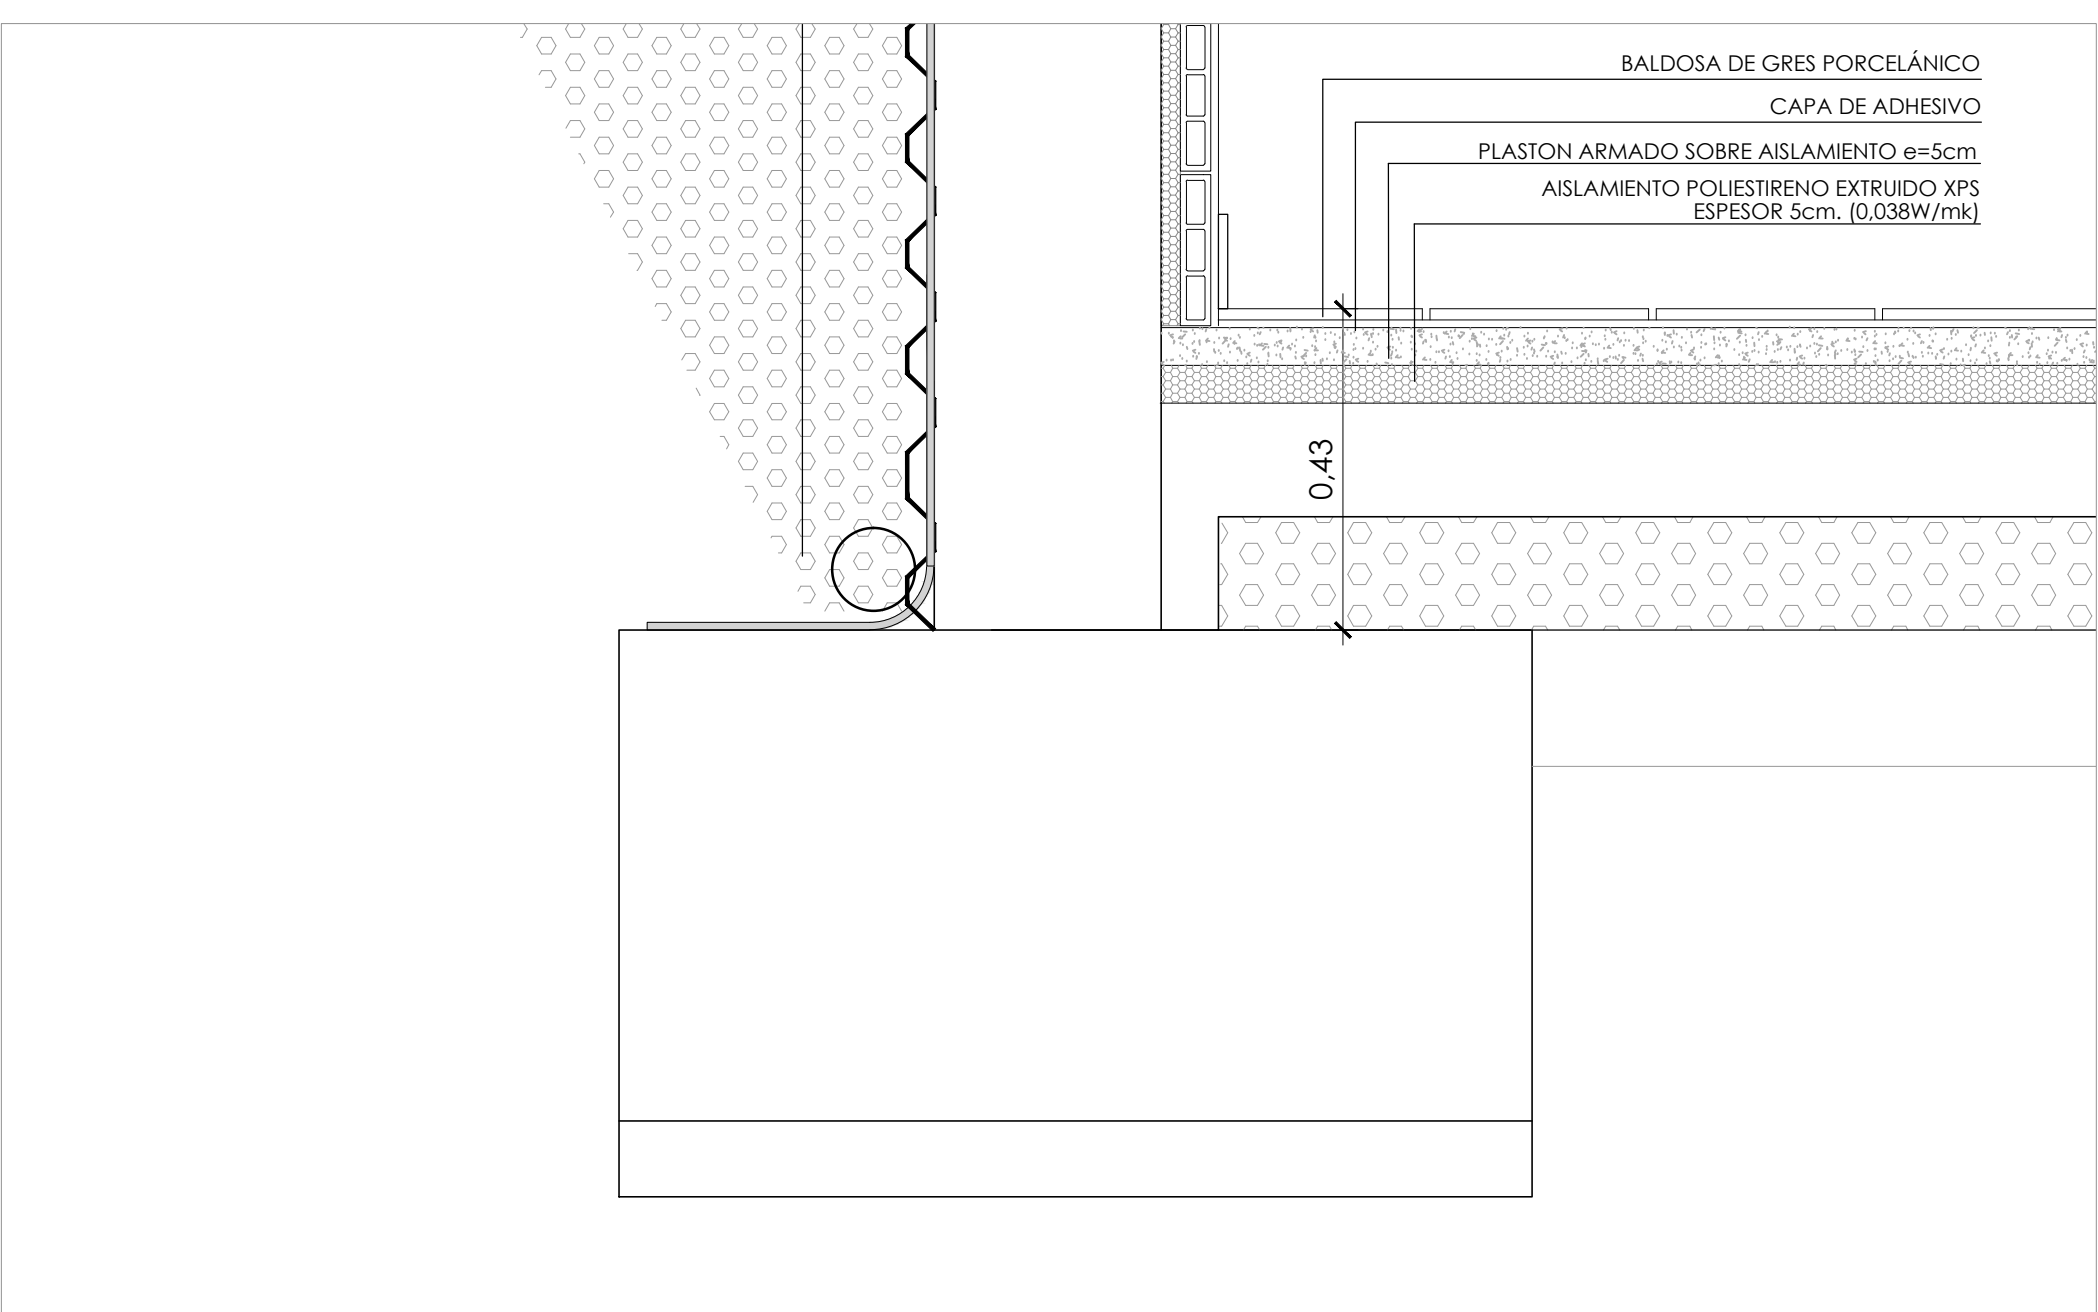 BALDOSA DE GRES PORCELÁNICO
CAPA DE ADHESIVO
PLASTON ARMADO SOBRE AISLAMIENTO e=5cm
AISLAMIENTO POLIESTIRENO EXTRUIDO XPS
ESPESOR 5cm. (0,038W/mk)
0,43